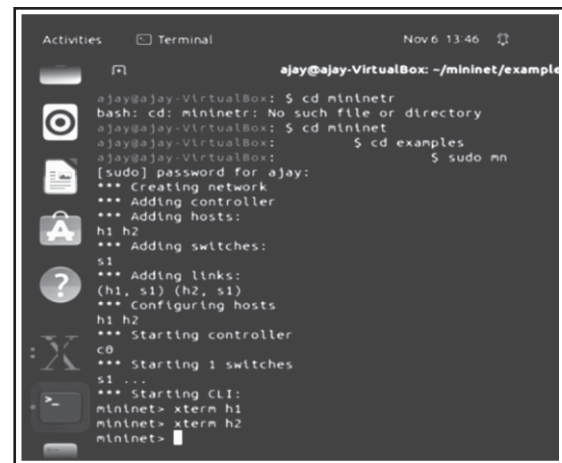 Activities Terminal Nov 6 13:46
ajay@ajay-VirtualBox: ~/mininet/example
ajay@ajay-VirtualBox: $ cd mininetr
bash: cd: mininetr: No such file or directory
ajay@ajay-VirtualBox: $ cd mininet
ajay@ajay-VirtualBox: $ cd examples
ajay@ajay-VirtualBox: $ sudo mn
[sudo] password for ajay:
*** Creating network
*** Adding controller
*** Adding hosts:
h1 h2
*** Adding switches:
s1
*** Adding links:
(h1, s1) (h2, s1)
*** Configuring hosts
h1 h2
*** Starting controller
c0
*** Starting 1 switches
s1 ...
*** Starting CLI:
mininet> xterm h1
mininet> xterm h2
mininet>